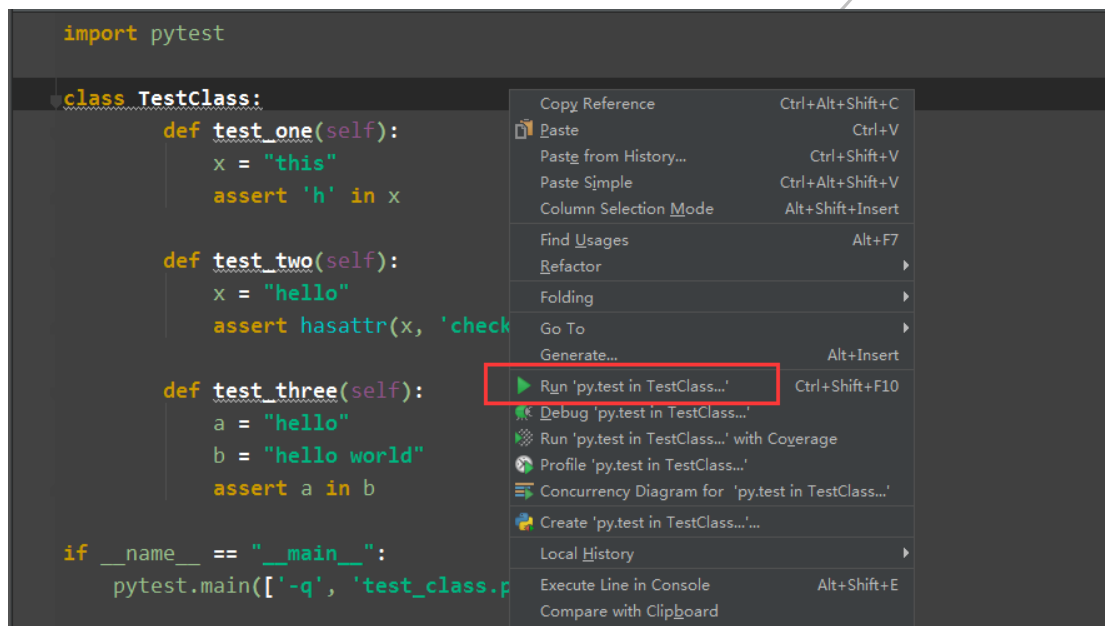 import pytest
class TestClass:
def test_one(self):
x = "this"
assert 'h' in x
def test_two(self):
x = "hello"
assert hasattr(x, 'check
def test_three(self):
a = "hello"
b = "hello world"
assert a in b
if __name__ == "__main__":
pytest.main(['-q', 'test_class.p
Copy Reference Ctrl+Alt+Shift+C
Paste Ctrl+V
Paste from History... Ctrl+Shift+V
Paste Simple Ctrl+Alt+Shift+V
Column Selection Mode Alt+Shift+Insert
Find Usages Alt+F7
Refactor
Folding
Go To
Generate... Alt+Insert
Run 'py.test in TestClass...' Ctrl+Shift+F10
Debug 'py.test in TestClass...'
Run 'py.test in TestClass...' with Coverage
Profile 'py.test in TestClass...'
Concurrency Diagram for 'py.test in TestClass...'
Create 'py.test in TestClass...'...
Local History
Execute Line in Console Alt+Shift+E
Compare with Clipboard